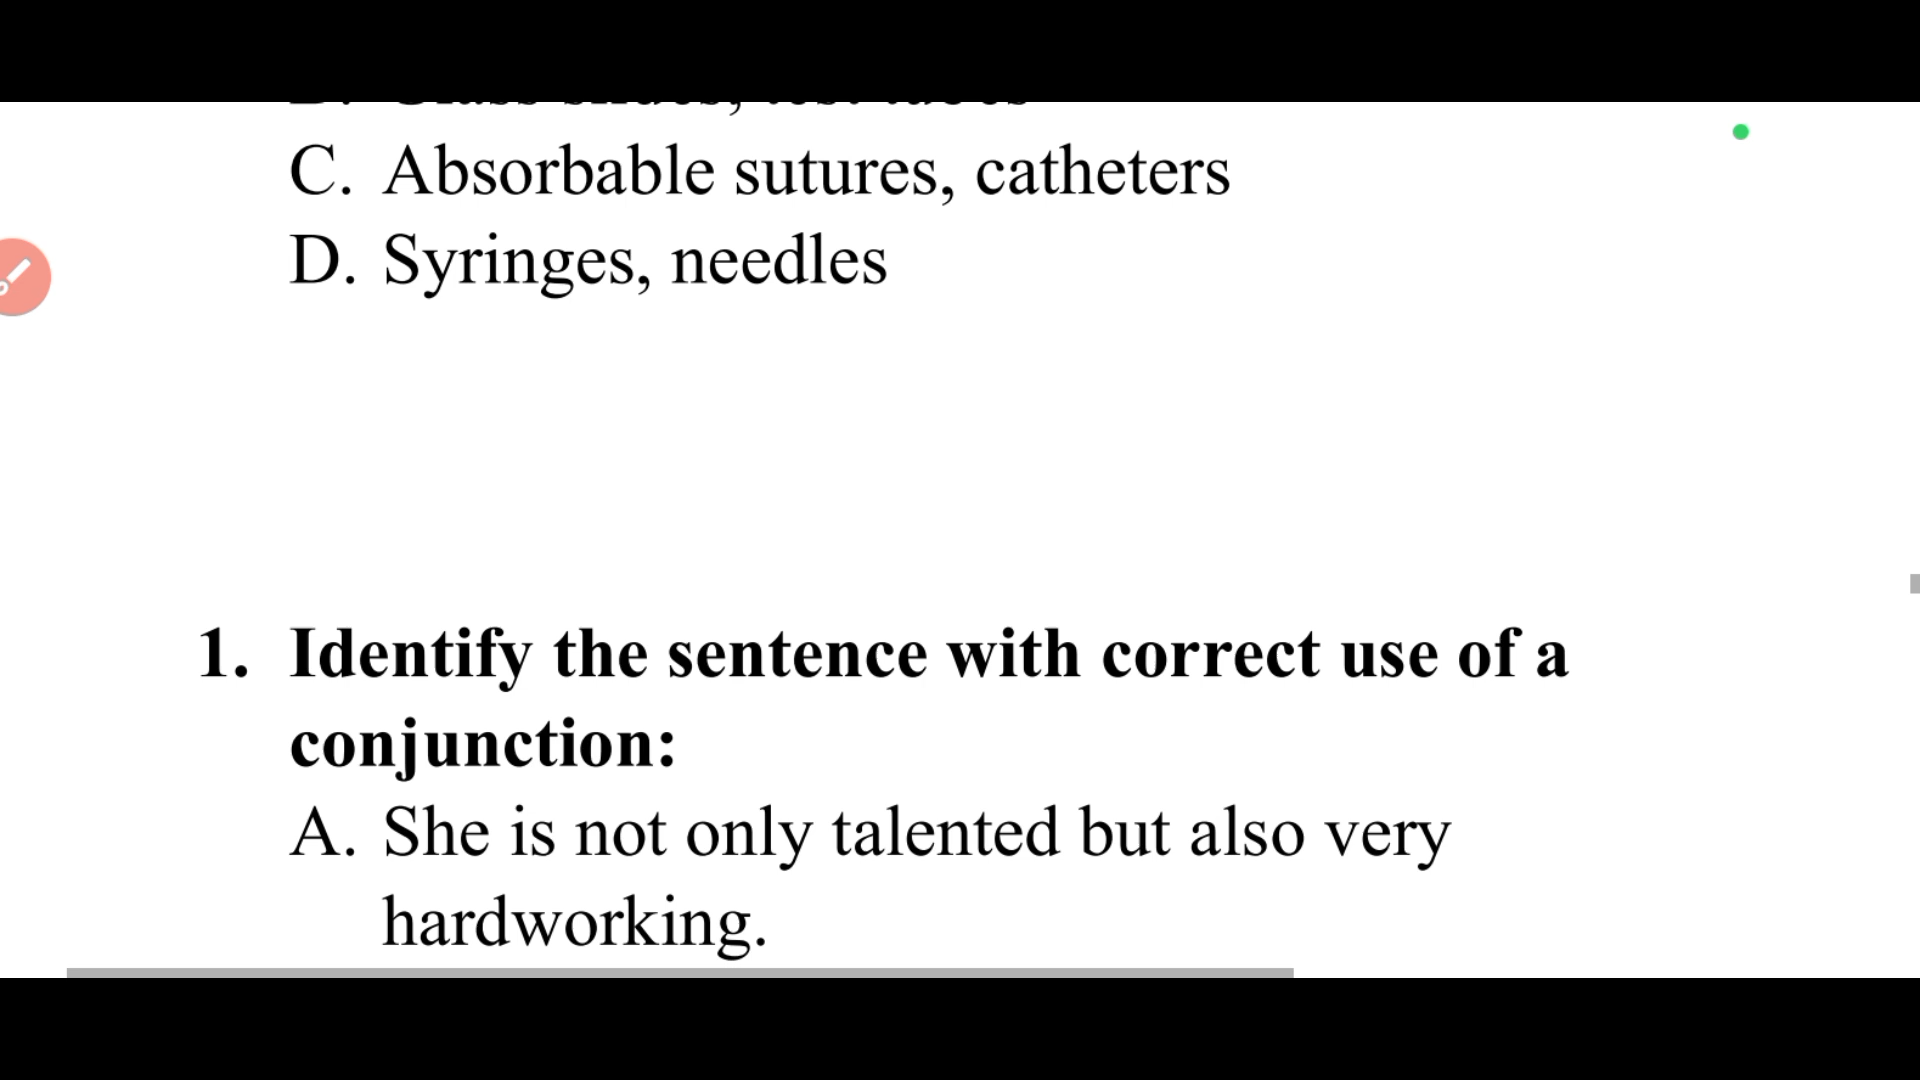 C. Absorbable sutures, catheters
D. Syringes, needles
1. Identify the sentence with correct use of a
conjunction:
A. She is not only talented but also very
hardworking.